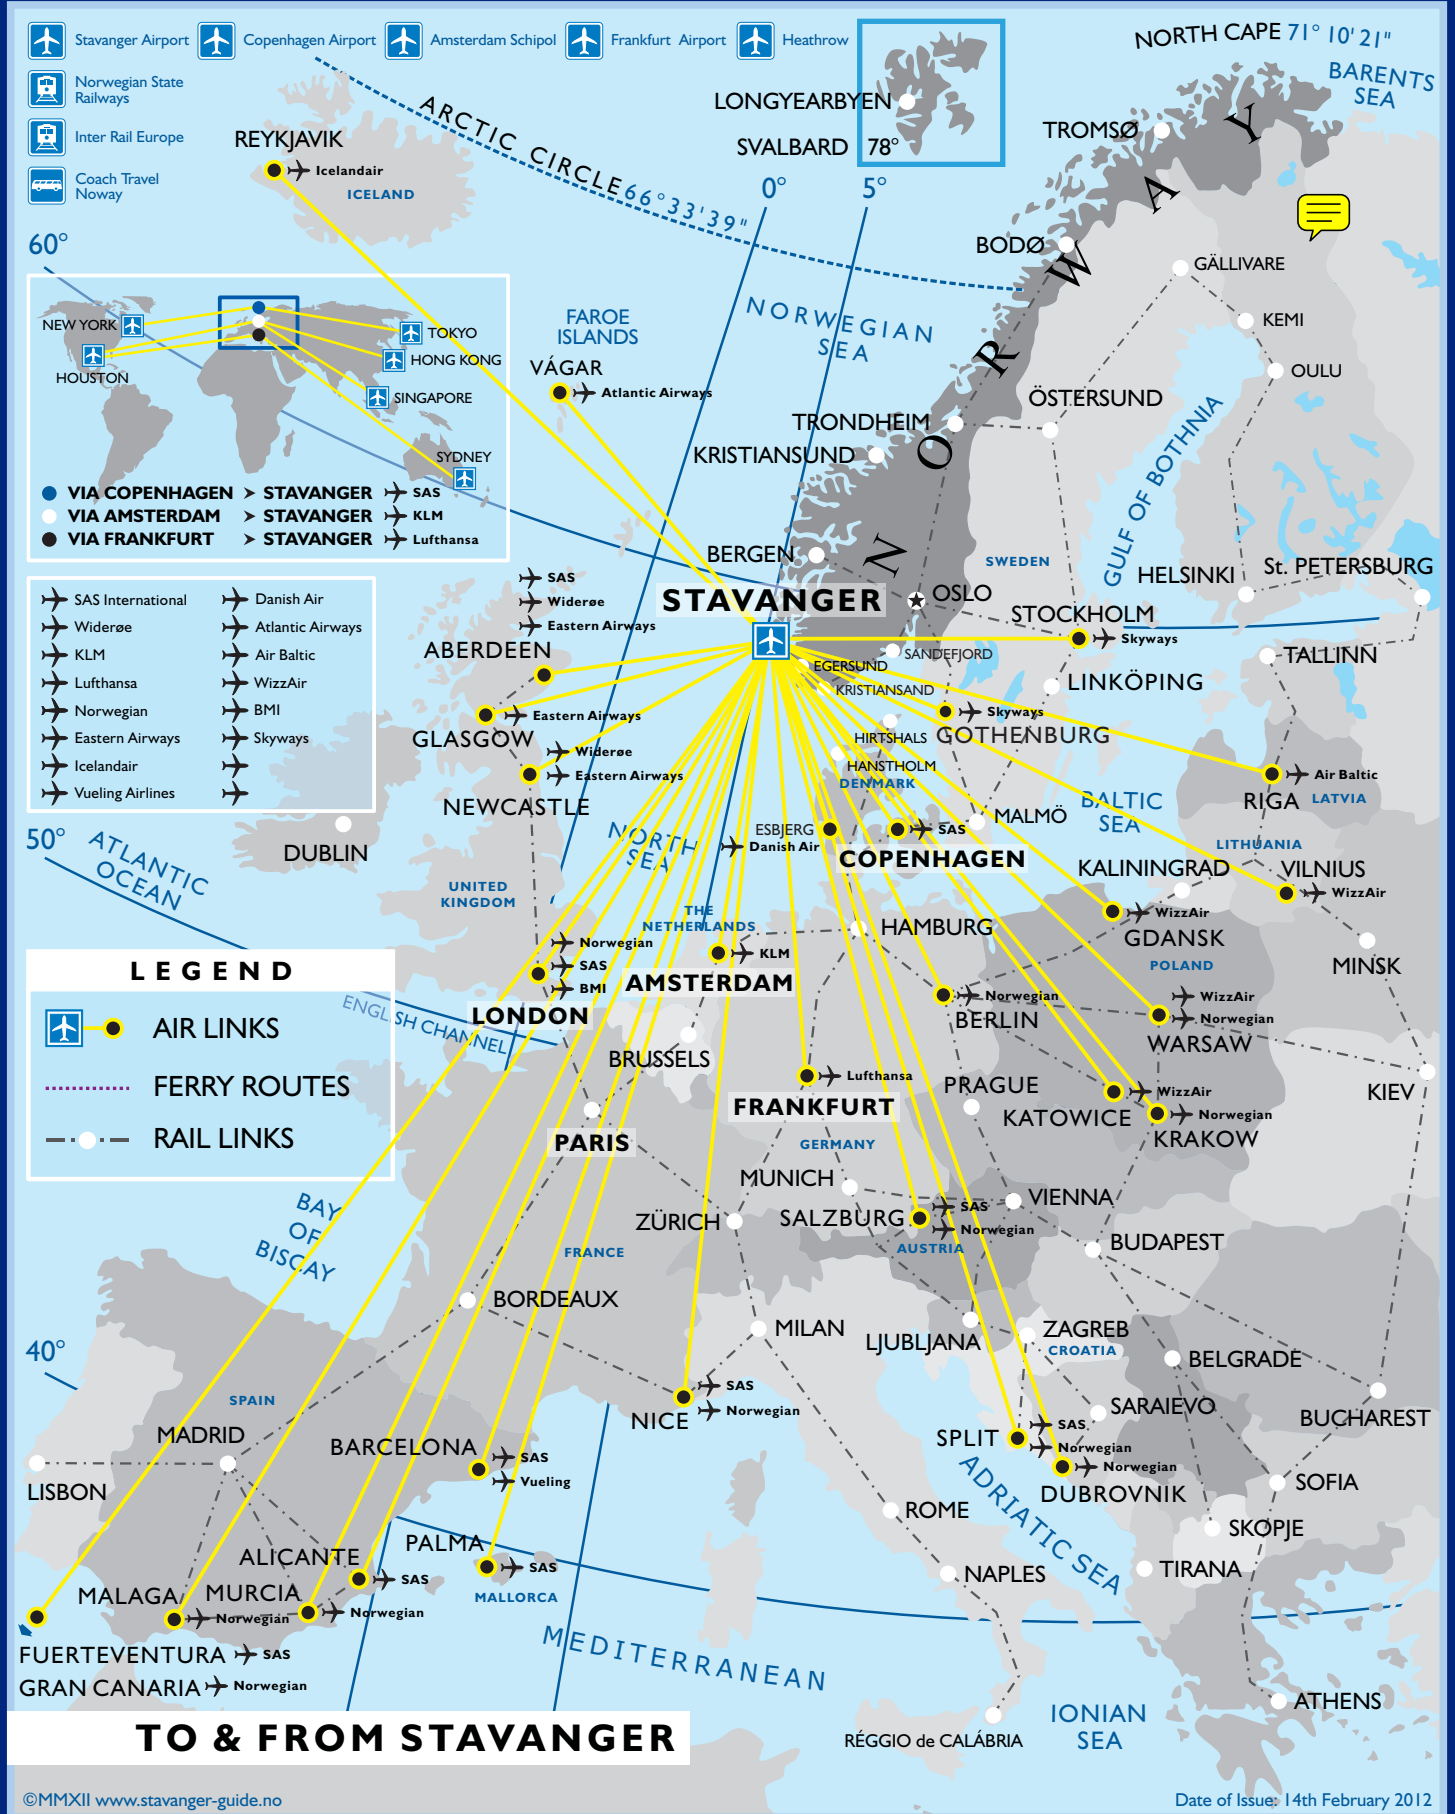 Stavanger Airport
Copenhagen Airport
Amsterdam Schipol
Frankfurt Airport
Heathrow
Norwegian State
Railways
Inter Rail Europe
Coach Travel
Noway
NORTH CAPE 71° 10' 21"
BARENTS
SEA
LONGYEARBYEN
SVALBARD 78°
TROMSØ
ARCTIC CIRCLE 66°33'39"
REYKJAVIK
Icelandair
ICELAND
0°
5°
60°
BODØ
NORWAY
GÄLLIVARE
KEMI
OULU
NORWEGIAN
SEA
FAROE
ISLANDS
VÁGAR
Atlantic Airways
NEW YORK
HOUSTON
TOKYO
HONG KONG
SINGAPORE
SYDNEY
VIA COPENHAGEN > STAVANGER SAS
VIA AMSTERDAM > STAVANGER KLM
VIA FRANKFURT > STAVANGER Lufthansa
TRONDHEIM
KRISTIANSUND
ÖSTERSUND
GULF OF BOTHNIA
BERGEN
SWEDEN
HELSINKI
St. PETERSBURG
STAVANGER
OSLO
STOCKHOLM
Skyways
SAS International
Widerøe
KLM
Lufthansa
Norwegian
Eastern Airways
Icelandair
Vueling Airlines
Danish Air
Atlantic Airways
Air Baltic
WizzAir
BMI
Skyways
SAS
Widerøe
Eastern Airways
ABERDEEN
Eastern Airways
GLASGOW
Widerøe
Eastern Airways
NEWCASTLE
EGERSUND
SANDEFJORD
KRISTIANSAND
LINKÖPING
TALLINN
Skyways
GOTHENBURG
HIRTSHALS
HANSTHOLM
DENMARK
Air Baltic
RIGA
LATVIA
BALTIC
SEA
MALMÖ
ESBJERG
Danish Air
SAS
COPENHAGEN
LITHUANIA
VILNIUS
WizzAir
KALININGRAD
50°
ATLANTIC
OCEAN
DUBLIN
NORTH
SEA
UNITED
KINGDOM
THE
NETHERLANDS
HAMBURG
WizzAir
GDANSK
POLAND
MINSK
Norwegian
SAS
BMI
LONDON
KLM
AMSTERDAM
Norwegian
BERLIN
WizzAir
Norwegian
WARSAW
LEGEND
AIR LINKS
FERRY ROUTES
RAIL LINKS
ENGLISH CHANNEL
BRUSSELS
Lufthansa
FRANKFURT
PRAGUE
WizzAir
KATOWICE
Norwegian
KRAKOW
KIEV
PARIS
GERMANY
MUNICH
VIENNA
ZÜRICH
SALZBURG
SAS
Norwegian
AUSTRIA
BUDAPEST
BAY
OF
BISCAY
FRANCE
BORDEAUX
MILAN
LJUBLJANA
ZAGREB
CROATIA
BELGRADE
40°
SPAIN
SAS
Norwegian
NICE
SARAJEVO
BUCHAREST
MADRID
BARCELONA
SAS
Vueling
SPLIT
SAS
Norwegian
Norwegian
DUBROVNIK
SOFIA
LISBON
ROME
ADRIATIC SEA
SKOPJE
PALMA
SAS
MALLORCA
ALICANTE
SAS
NAPLES
TIRANA
MALAGA
Norwegian
MURCIA
Norwegian
FUERTEVENTURA SAS
GRAN CANARIA Norwegian
MEDITERRANEAN
IONIAN
SEA
ATHENS
RÉGGIO de CALÁBRIA
TO & FROM STAVANGER
©MMXII www.stavanger-guide.no
Date of Issue: 14th February 2012